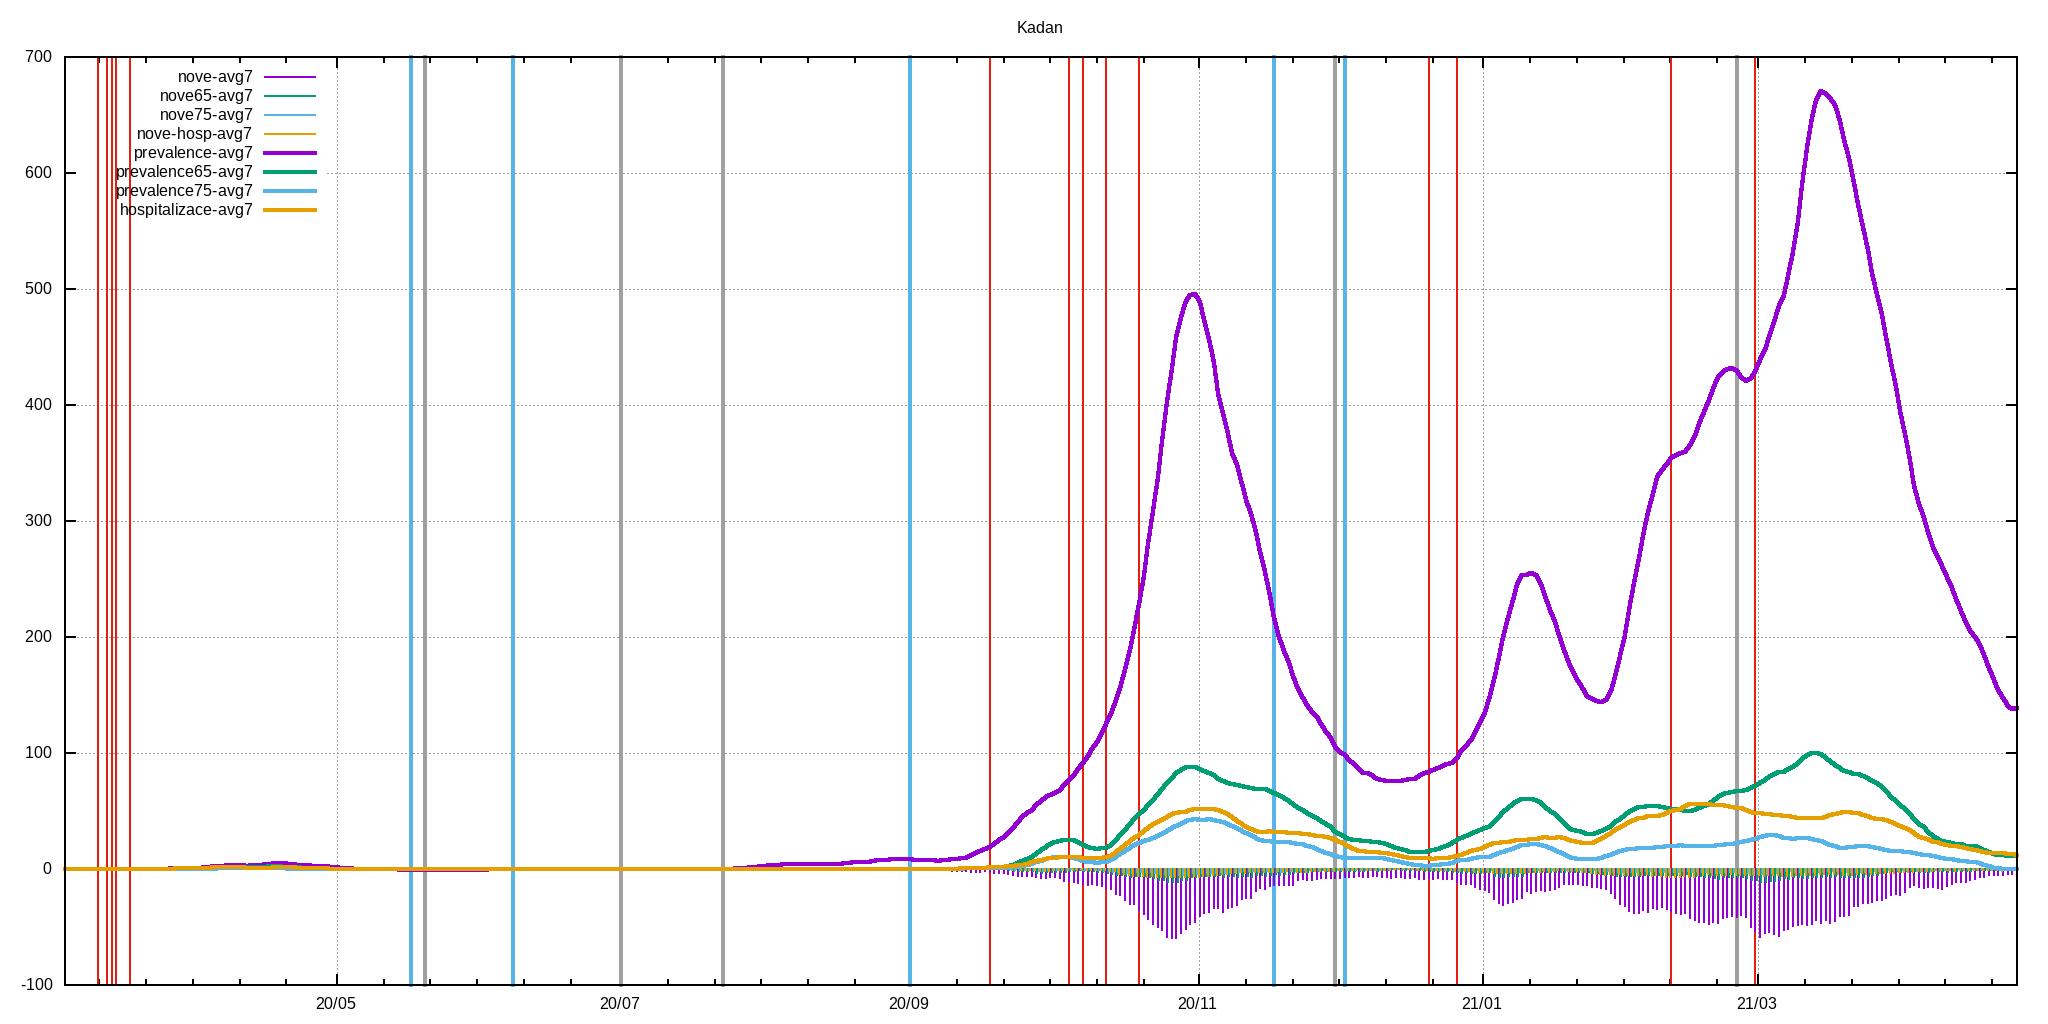 Kadan
700
600
500
400
300
200
100
0
-100
nove-avg7
nove65-avg7
nove75-avg7
nove-hosp-avg7
prevalence-avg7
prevalence65-avg7
prevalence75-avg7
hospitalizace-avg7
20/05 20/07 20/09 20/11 21/01 21/03